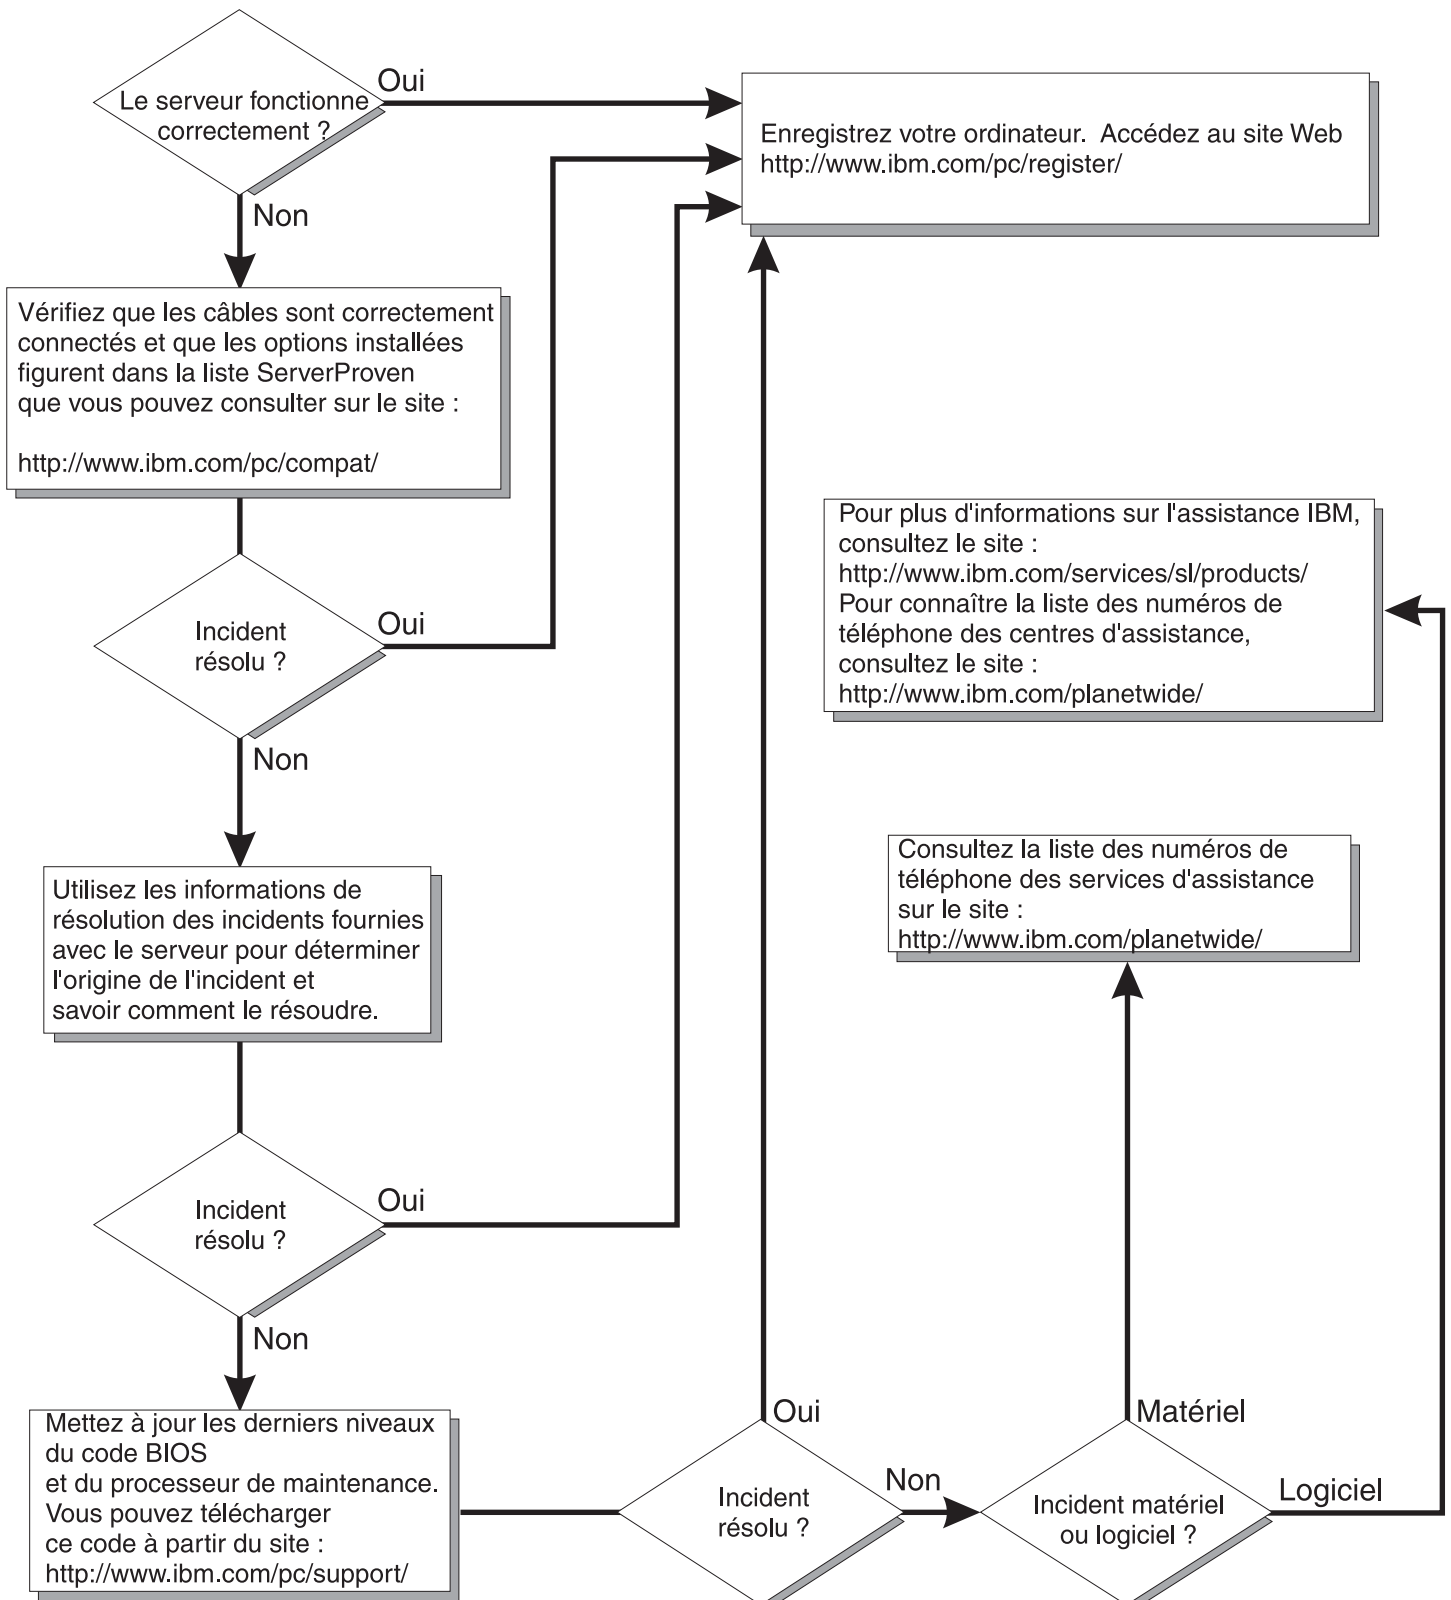 Oui
Le serveur fonctionne
correctement ?
Non
Enregistrez votre ordinateur. Accédez au site Web
http://www.ibm.com/pc/register/
Vérifiez que les câbles sont correctement
connectés et que les options installées
figurent dans la liste ServerProven
que vous pouvez consulter sur le site :
http://www.ibm.com/pc/compat/
Pour plus d'informations sur l'assistance IBM,
consultez le site :
http://www.ibm.com/services/sl/products/
Pour connaître la liste des numéros de
téléphone des centres d'assistance,
consultez le site :
http://www.ibm.com/planetwide/
Incident
résolu ?
Oui
Non
Utilisez les informations de
résolution des incidents fournies
avec le serveur pour déterminer
l'origine de l'incident et
savoir comment le résoudre.
Consultez la liste des numéros de
téléphone des services d'assistance
sur le site :
http://www.ibm.com/planetwide/
Incident
résolu ?
Oui
Non
Mettez à jour les derniers niveaux
du code BIOS
et du processeur de maintenance.
Vous pouvez télécharger
ce code à partir du site :
http://www.ibm.com/pc/support/
Oui
Incident
résolu ?
Non
Matériel
Incident matériel
ou logiciel ?
Logiciel